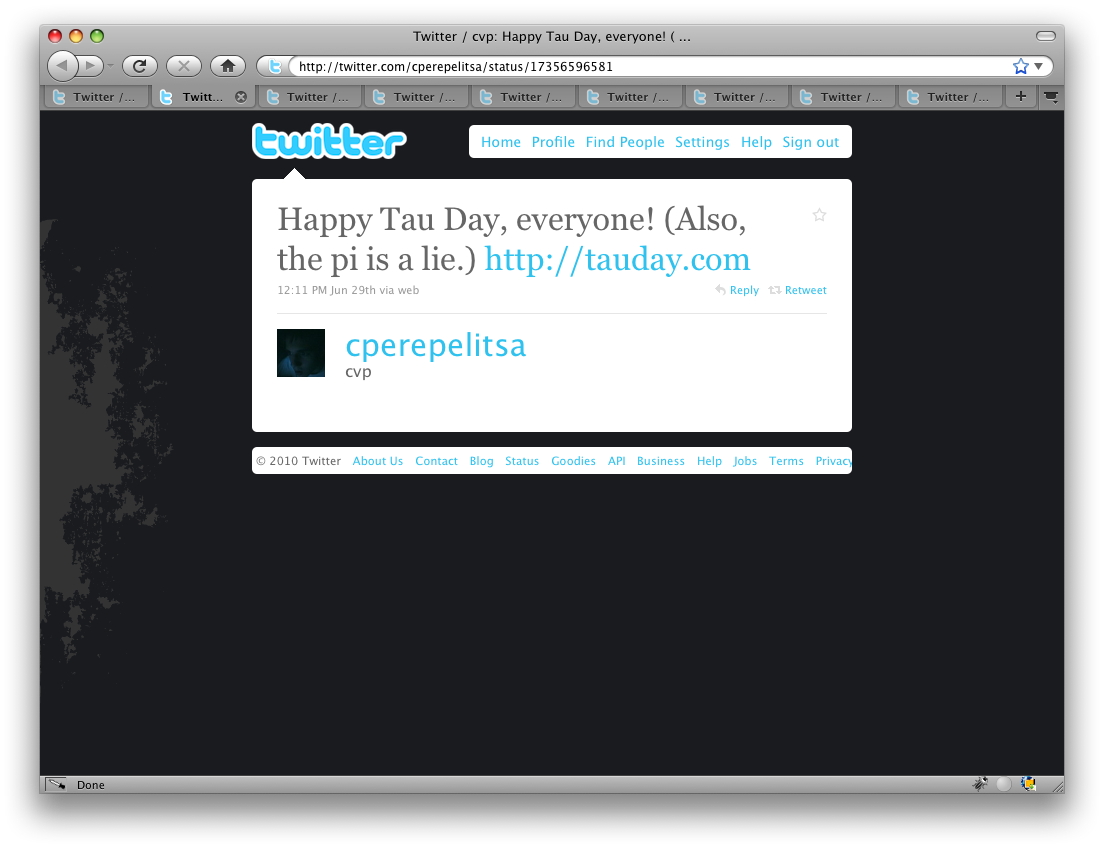 Twitter / cvp: Happy Tau Day, everyone! ( ...
http://twitter.com/cperepelitsa/status/17356596581
Twitter /... Twitt... Twitter /... Twitter /... Twitter /... Twitter /... Twitter /... Twitter /... Twitter /...
twitter
Home Profile Find People Settings Help Sign out
Happy Tau Day, everyone! (Also,
the pi is a lie.) http://tauday.com
12:11 PM Jun 29th via web Reply Retweet
cperepelitsa
cvp
© 2010 Twitter About Us Contact Blog Status Goodies API Business Help Jobs Terms Privacy
Done